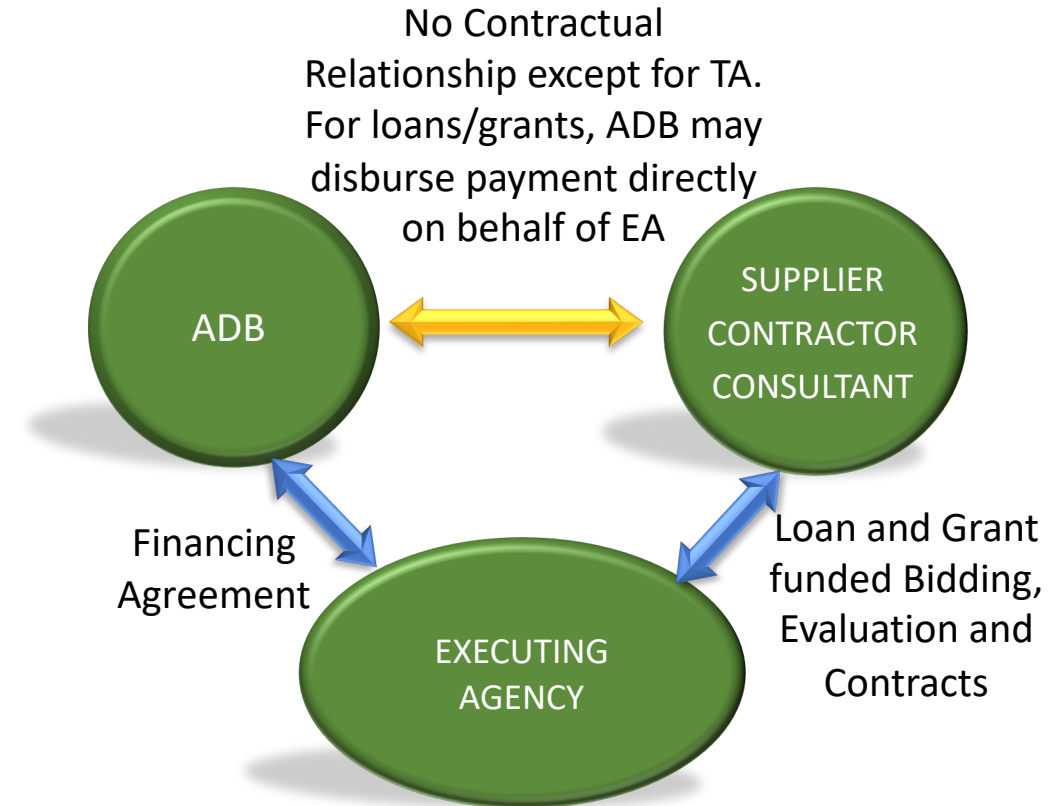 No Contractual
Relationship except for TA.
For loans/grants, ADB may
disburse payment directly
on behalf of EA
ADB
SUPPLIER
CONTRACTOR
CONSULTANT
Financing
Agreement
Loan and Grant
funded Bidding,
Evaluation and
Contracts
EXECUTING
AGENCY